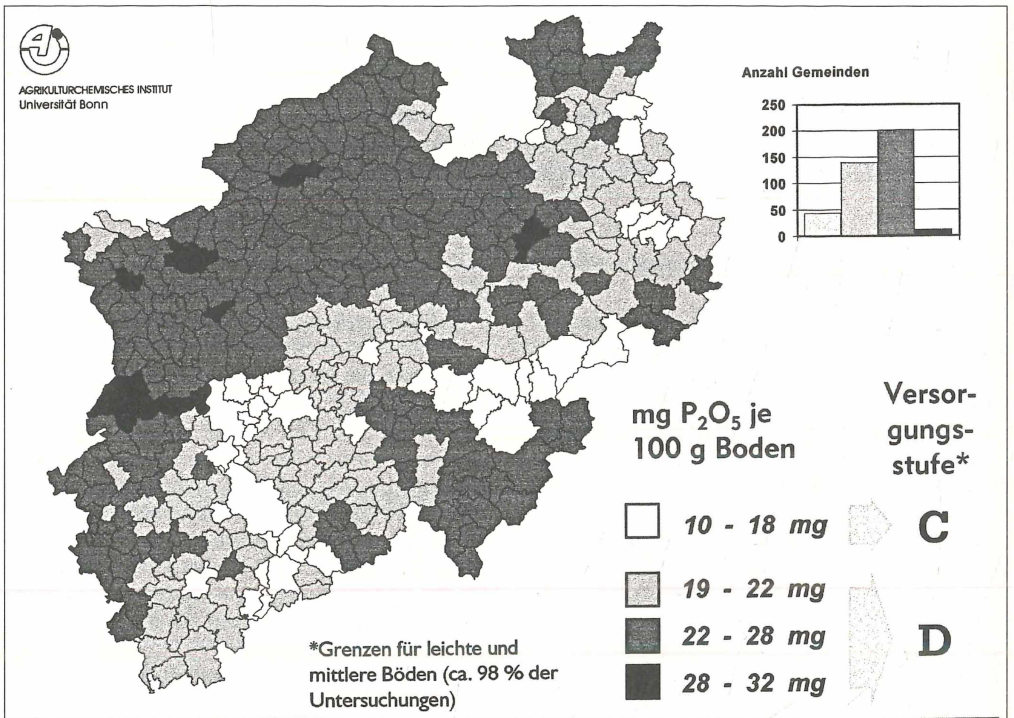 AGRIKULTURCHEMISCHES INSTITUT
Universität Bonn
Anzahl Gemeinden
250
200
150
100
50
0
mg P₂O₅ je
100 g Boden
Versor-
gungs-
stufe*
10 - 18 mg
C
19 - 22 mg
22 - 28 mg
D
28 - 32 mg
*Grenzen für leichte und
mittlere Böden (ca. 98 % der
Untersuchungen)